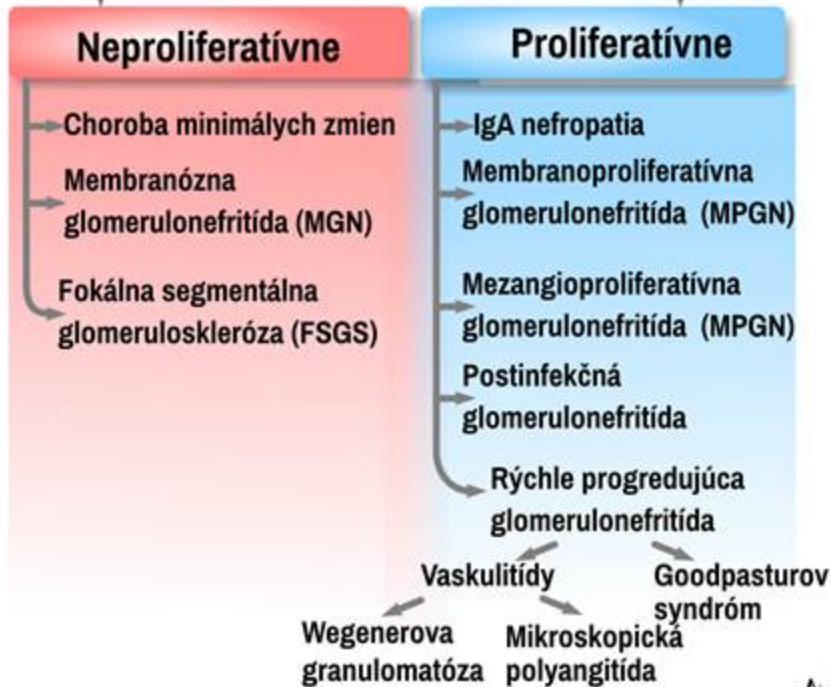 Neproliferatívne
Choroba minimálych zmien
Membranózna
glomerulonefritída (MGN)
Fokálna segmentálna
glomeruloskleróza (FSGS)
Proliferatívne
IgA nefropatia
Membranoproliferatívna
glomerulonefritída (MPGN)
Mezangioproliferatívna
glomerulonefritída (MPGN)
Postinfekčná
glomerulonefritída
Rýchle progredujúca
glomerulonefritída
Vaskulitídy
Goodpasturov
syndróm
Wegenerova
granulomatóza
Mikroskopická
polyangitída